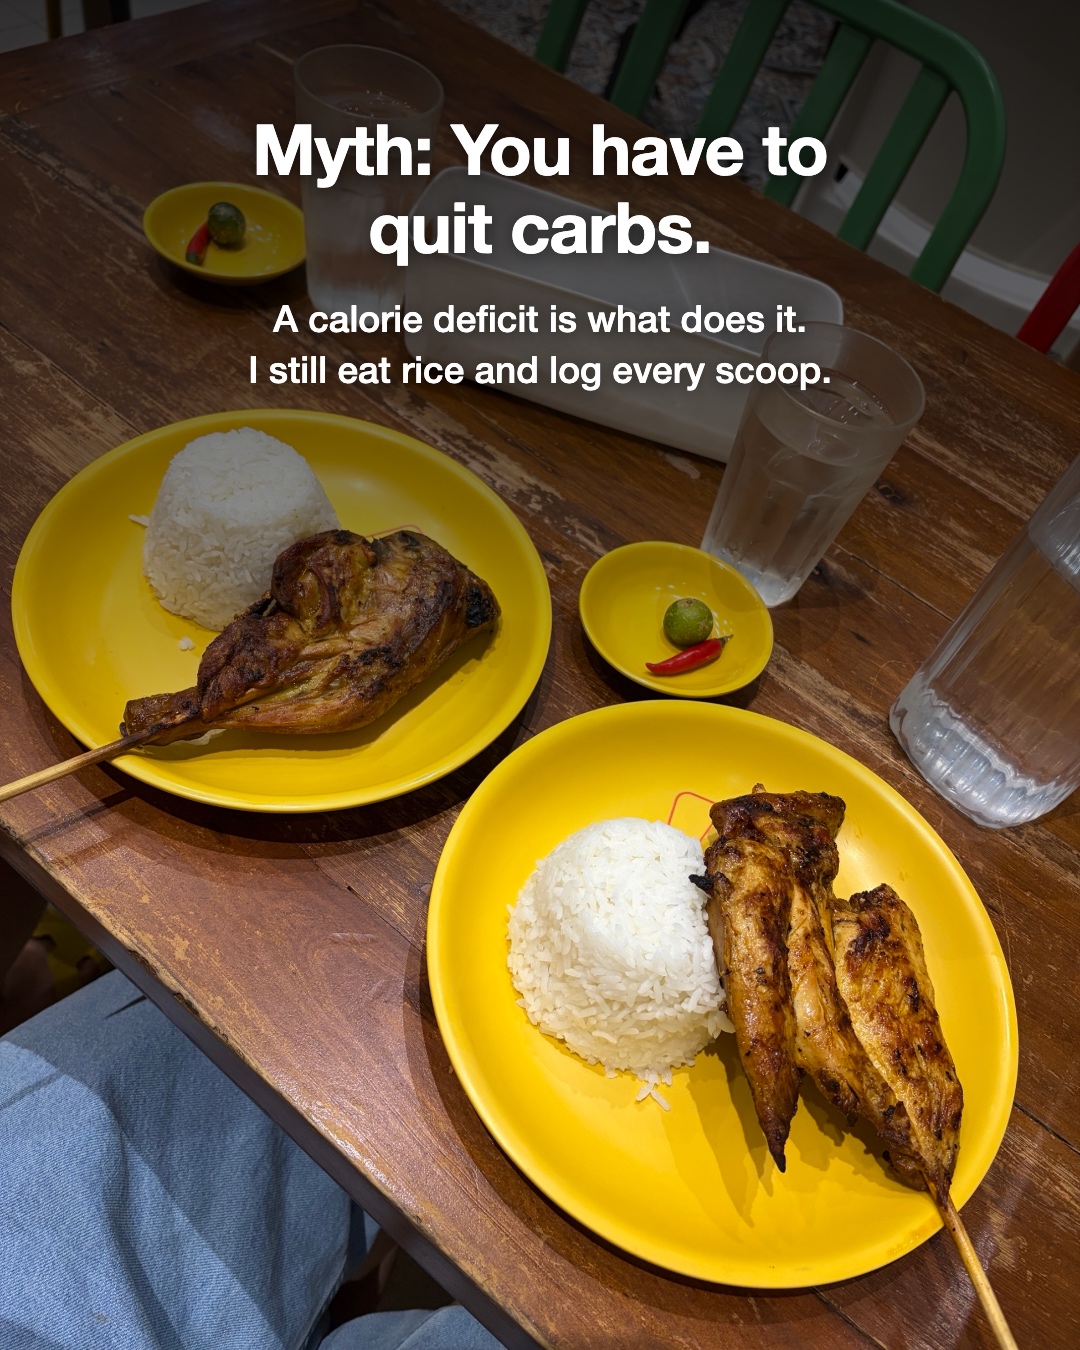 Myth: You have to
quit carbs.
A calorie deficit is what does it.
I still eat rice and log every scoop.